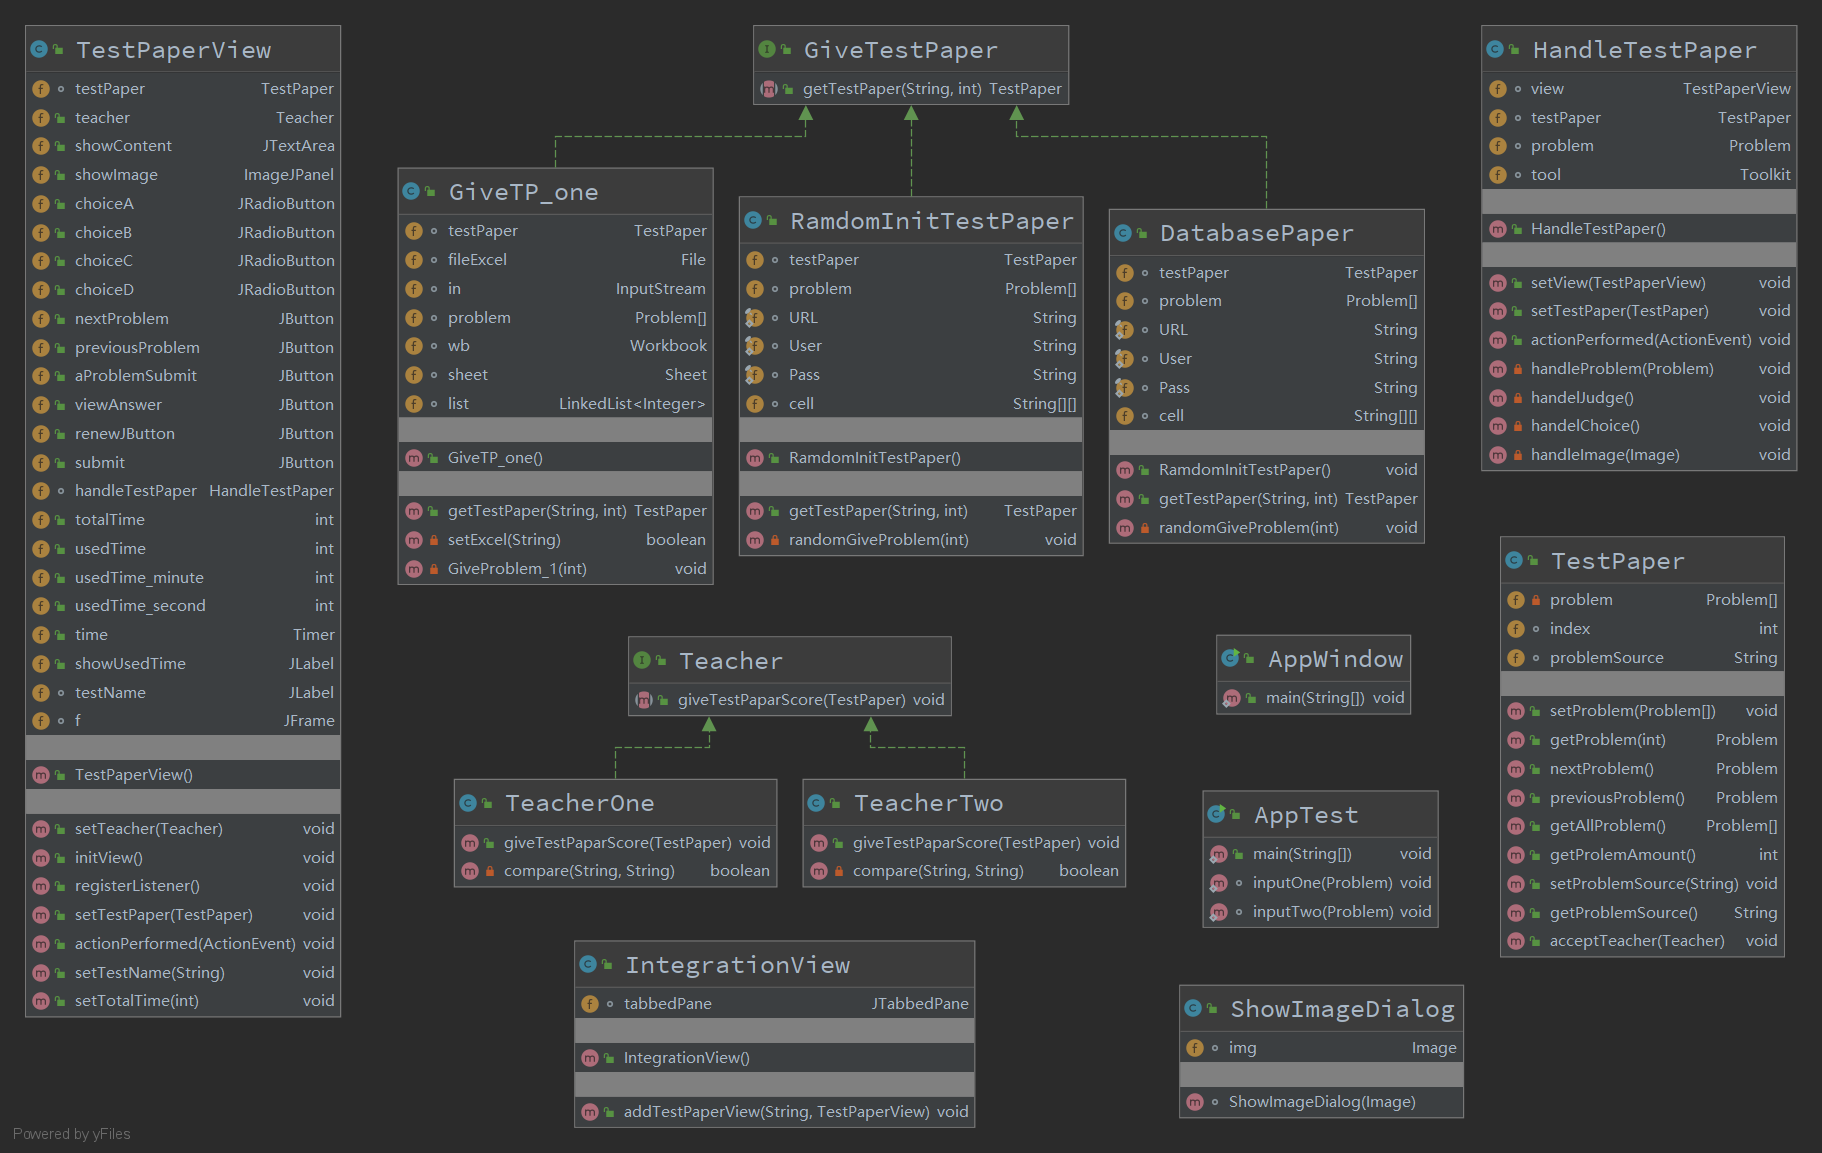 TestPaperView
testPaper TestPaper
teacher Teacher
showContent JTextArea
showImage ImageJPanel
choiceA JRadioButton
choiceB JRadioButton
choiceC JRadioButton
choiceD JRadioButton
nextProblem JButton
previousProblem JButton
aProblemSubmit JButton
viewAnswer JButton
renewJButton JButton
submit JButton
handleTestPaper HandleTestPaper
totalTime int
usedTime int
usedTime_minute int
usedTime_second int
time Timer
showUsedTime JLabel
testName JLabel
f JFrame
TestPaperView()
setTeacher(Teacher) void
initView() void
registerListener() void
setTestPaper(TestPaper) void
actionPerformed(ActionEvent) void
setTestName(String) void
setTotalTime(int) void
GiveTestPaper
getTestPaper(String, int) TestPaper
GiveTP_one
testPaper TestPaper
fileExcel File
in InputStream
problem Problem[]
wb Workbook
sheet Sheet
list LinkedList<Integer>
GiveTP_one()
getTestPaper(String, int) TestPaper
setExcel(String) boolean
GiveProblem_1(int) void
RamdomInitTestPaper
testPaper TestPaper
problem Problem[]
URL String
User String
Pass String
cell String[][]
RamdomInitTestPaper()
getTestPaper(String, int) TestPaper
randomGiveProblem(int) void
DatabasePaper
testPaper TestPaper
problem Problem[]
URL String
User String
Pass String
cell String[][]
RamdomInitTestPaper() void
getTestPaper(String, int) TestPaper
randomGiveProblem(int) void
HandleTestPaper
view TestPaperView
testPaper TestPaper
problem Problem
tool Toolkit
HandleTestPaper()
setView(TestPaperView) void
setTestPaper(TestPaper) void
actionPerformed(ActionEvent) void
handleProblem(Problem) void
handelJudge() void
handelChoice() void
handleImage(Image) void
Teacher
giveTestPaparScore(TestPaper) void
TeacherOne
giveTestPaparScore(TestPaper) void
compare(String, String) boolean
TeacherTwo
giveTestPaparScore(TestPaper) void
compare(String, String) boolean
AppWindow
main(String[]) void
AppTest
main(String[]) void
inputOne(Problem) void
inputTwo(Problem) void
TestPaper
problem Problem[]
index int
problemSource String
setProblem(Problem[]) void
getProblem(int) Problem
nextProblem() Problem
previousProblem() Problem
getAllProblem() Problem[]
getProlemAmount() int
setProblemSource(String) void
getProblemSource() String
acceptTeacher(Teacher) void
IntegrationView
tabbedPane JTabbedPane
IntegrationView()
addTestPaperView(String, TestPaperView) void
ShowImageDialog
img Image
ShowImageDialog(Image)
Powered by yFiles